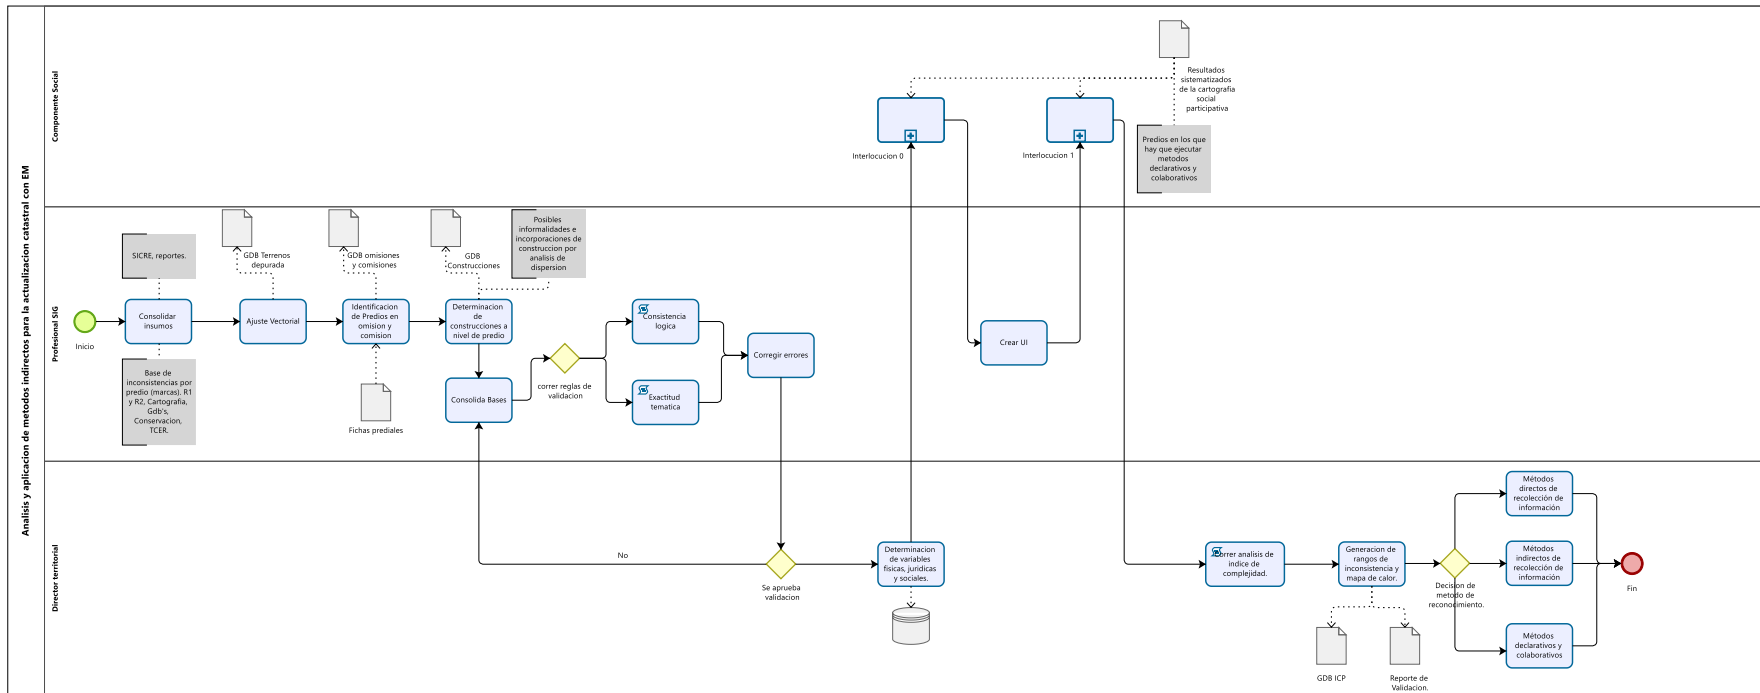 Analisis y aplicacion de metodos indirectos para la actualizacion catastral con EM
Componente Social
Resultados
sistematizados
de la cartografia
social
participativa
Interlocucion 0
Interlocucion 1
Predios en los que
hay que ejecutar
metodos
declarativos y
colaborativos
Profesional SIG
SICRE, reportes.
GDB Terrenos
depurada
GDB omisiones
y comisiones
GDB
Construcciones
Posibles
informalidades e
incorporaciones de
construccion por
analisis de
dispersion
Inicio
Consolidar
insumos
Ajuste Vectorial
Identificacion
de Predios en
omision y
comision
Determinacion
de
construcciones a
nivel de predio
Consistencia
logica
Corregir errores
Crear UI
Base de
inconsistencias por
predio (marcas). R1
y R2, Cartografia,
Gdb's,
Conservacion,
TCER.
Fichas prediales
Consolida Bases
correr reglas de
validacion
Exactitud
tematica
Director territorial
No
Se aprueba
validacion
Determinacion
de variables
fisicas, juridicas
y sociales.
Correr analisis de
indice de
complejidad.
Generacion de
rangos de
inconsistencia y
mapa de calor.
GDB ICP
Reporte de
Validacion.
Decision de
metodo de
reconocimiento.
Métodos
directos de
recolección de
información
Métodos
indirectos de
recolección de
información
Métodos
declarativos y
colaborativos
Fin